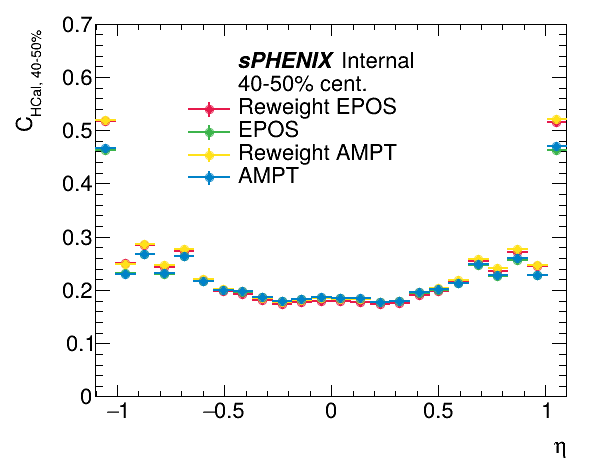 C_HCal, 40-50%
0.7
0.6
0.5
0.4
0.3
0.2
0.1
0
sPHENIX Internal
40-50% cent.
Reweight EPOS
EPOS
Reweight AMPT
AMPT
−1
−0.5
0
0.5
1
η